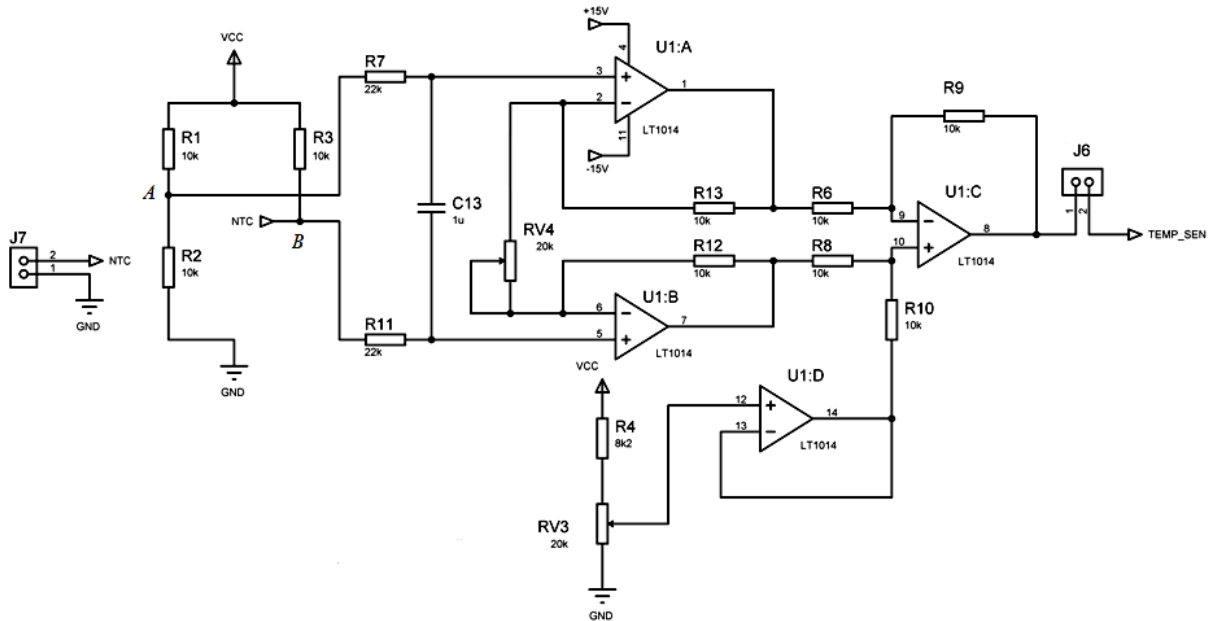 +15V
U1:A
VCC
R7
22k
4
3
2
1
11
LT1014
-15V
R9
10k
R1
10k
R3
10k
A
NTC
B
C13
1u
R13
10k
R6
10k
J6
1
2
U1:C
9
10
8
LT1014
TEMP_SEN
J7
2
1
NTC
GND
R2
10k
RV4
20k
R12
10k
R8
10k
U1:B
6
5
7
LT1014
R10
10k
R11
22k
GND
VCC
U1:D
12
13
14
LT1014
R4
8k2
RV3
20k
GND